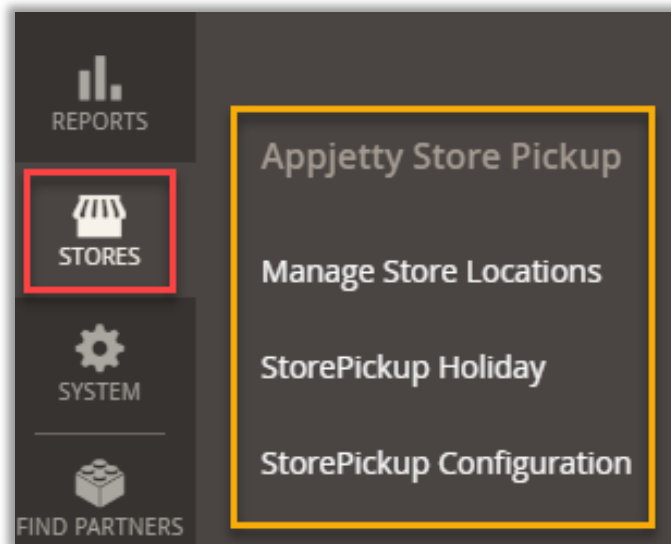 REPORTS
STORES
SYSTEM
FIND PARTNERS
Appjetty Store Pickup
Manage Store Locations
StorePickup Holiday
StorePickup Configuration